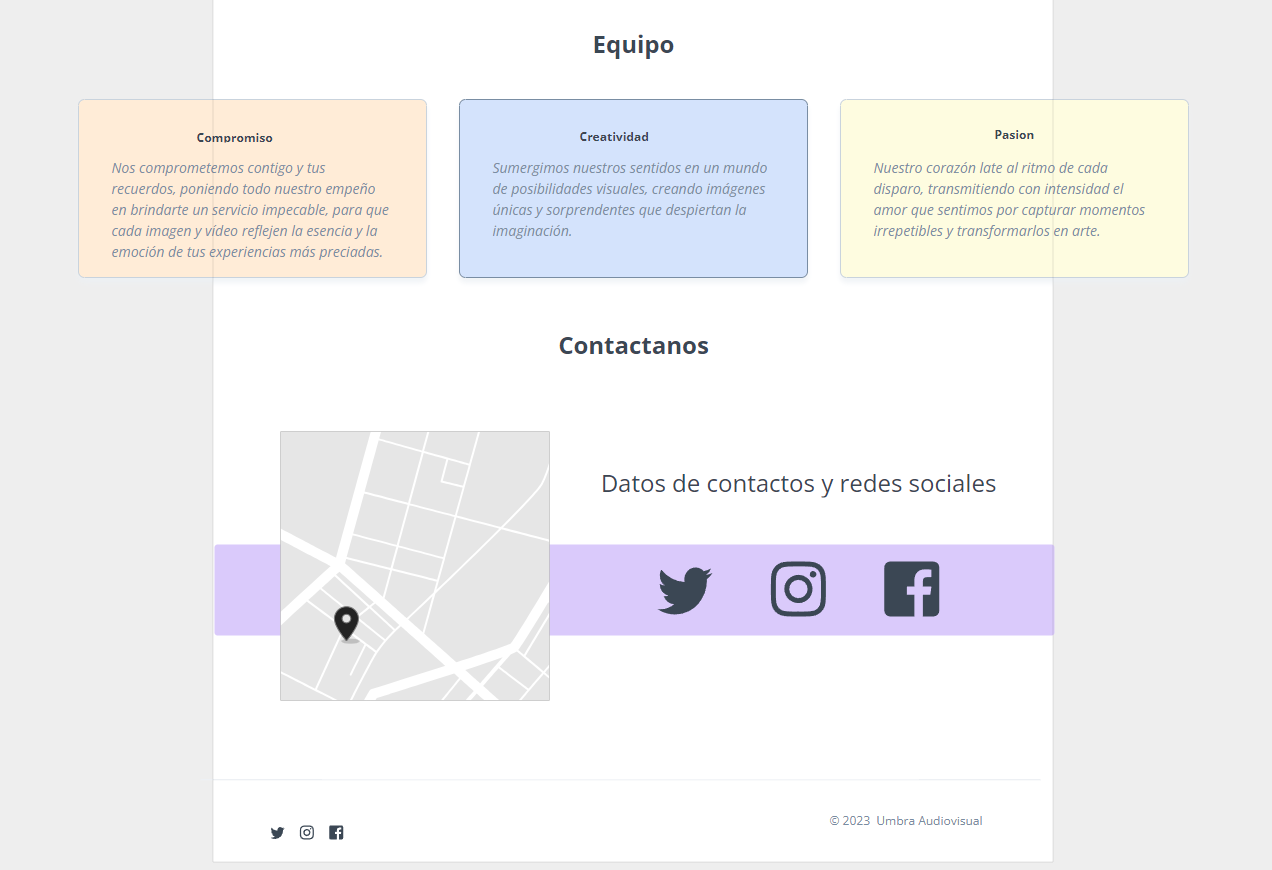 Equipo
Compromiso
Nos comprometemos contigo y tus
recuerdos, poniendo todo nuestro empeño
en brindarte un servicio impecable, para que
cada imagen y vídeo reflejen la esencia y la
emoción de tus experiencias más preciadas.
Creatividad
Sumergimos nuestros sentidos en un mundo
de posibilidades visuales, creando imágenes
únicas y sorprendentes que despiertan la
imaginación.
Pasion
Nuestro corazón late al ritmo de cada
disparo, transmitiendo con intensidad el
amor que sentimos por capturar momentos
irrepetibles y transformarlos en arte.
Contactanos
Datos de contactos y redes sociales
© 2023 Umbra Audiovisual